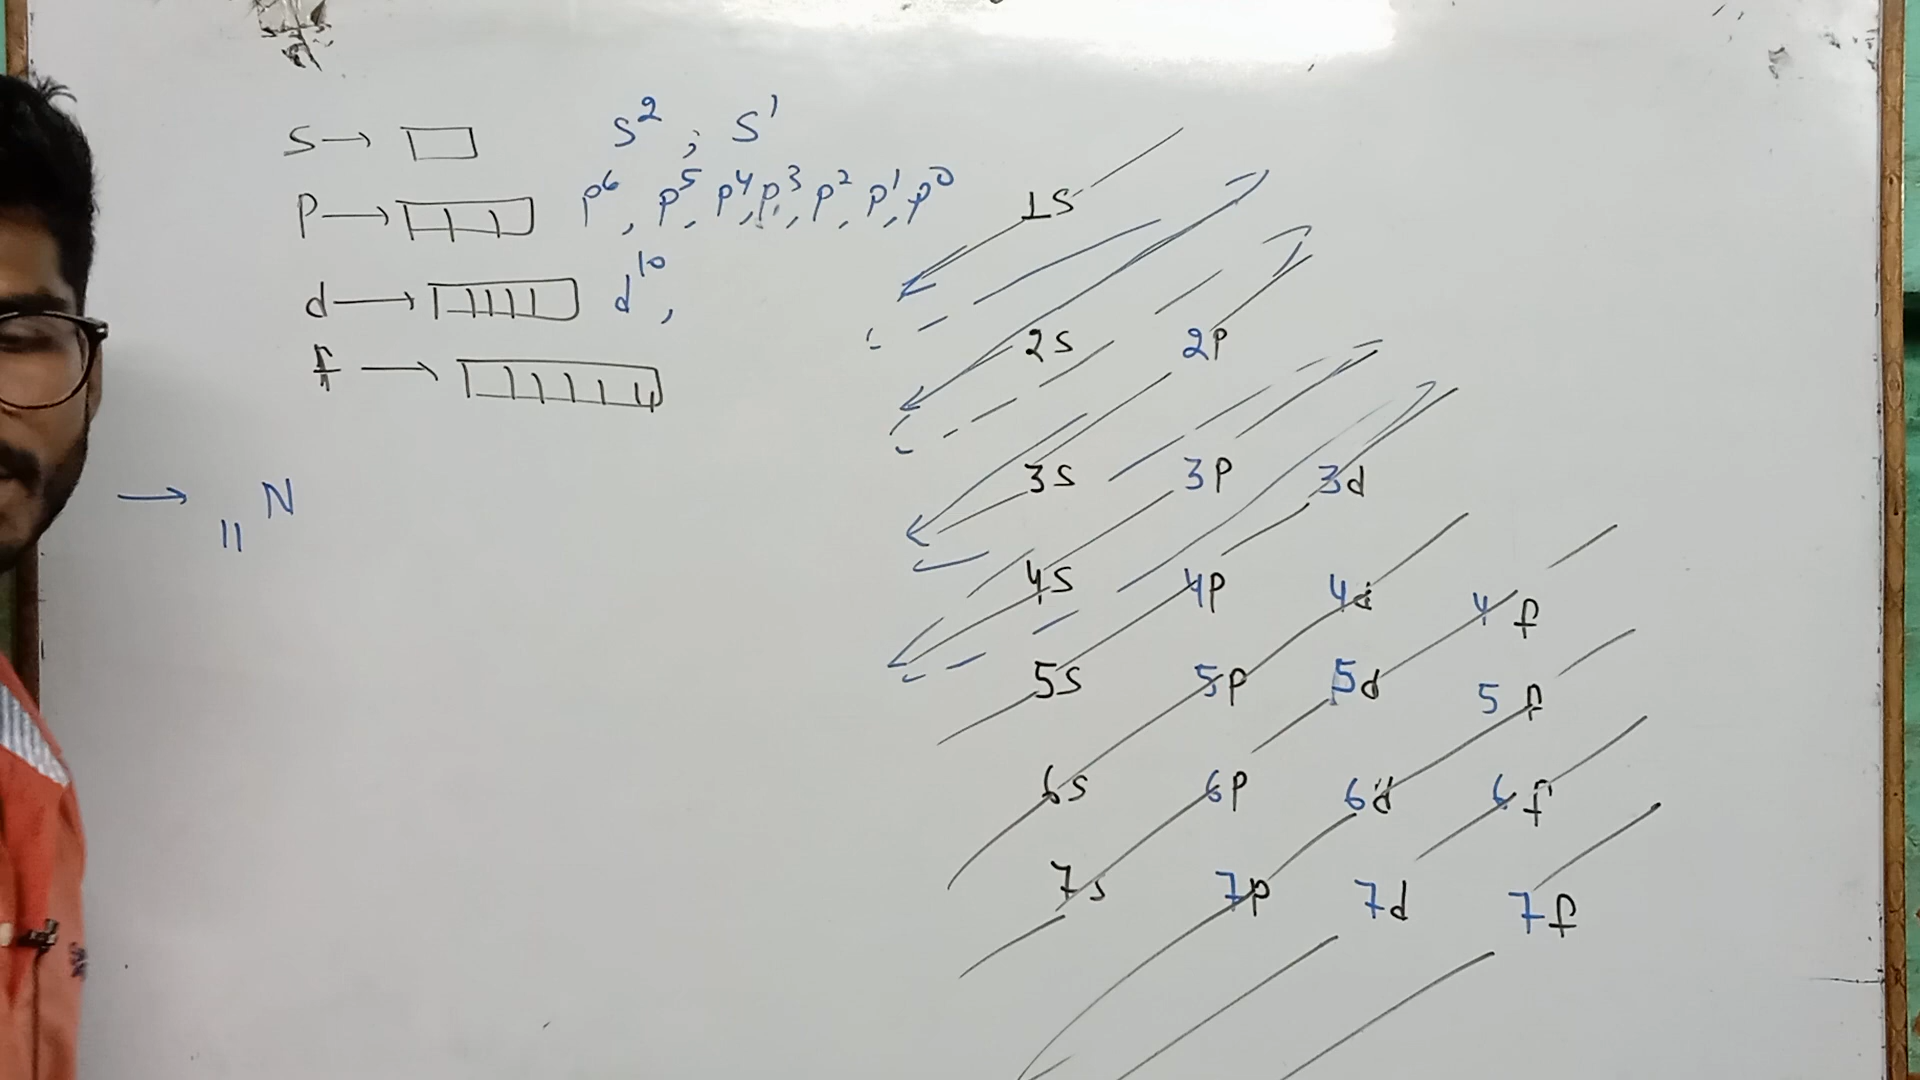 S →
s², s¹
p →
p⁶, p⁵, p⁴, p³, p², p¹, p⁰
d →
d¹⁰,
f →
→ ₁₁N
1s
2s 2p
3s 3p 3d
4s 4p 4d 4f
5s 5p 5d 5f
6s 6p 6d 6f
7s 7p 7d 7f